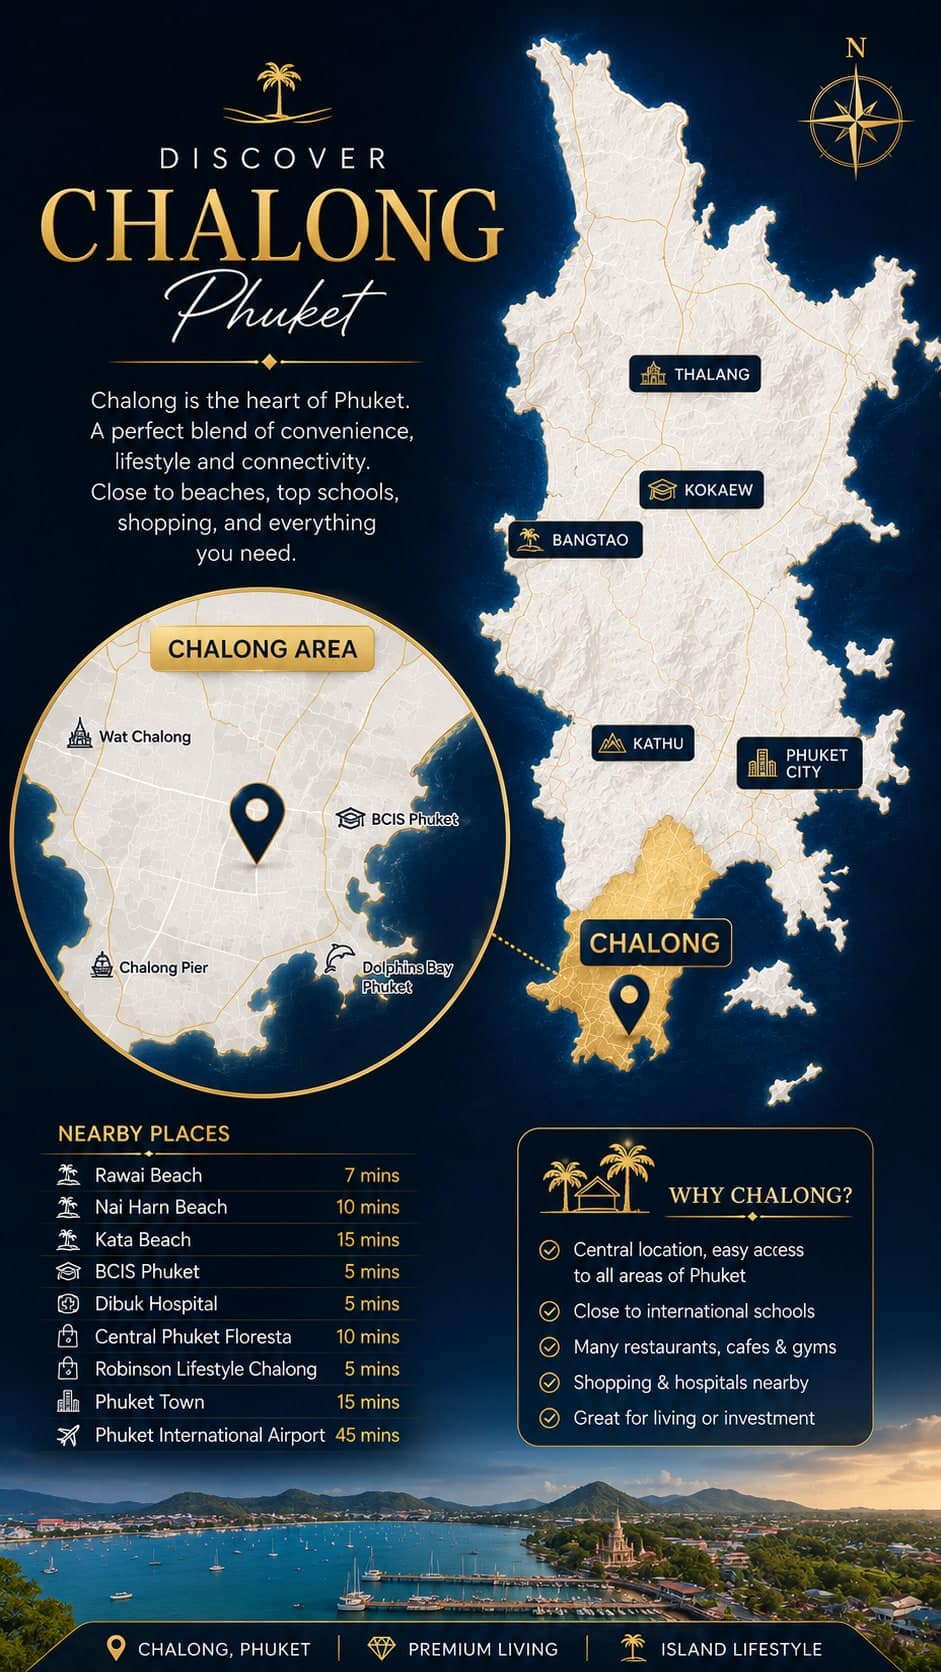 N
DISCOVER
CHALONG
Phuket
Chalong is the heart of Phuket.
A perfect blend of convenience,
lifestyle and connectivity.
Close to beaches, top schools,
shopping, and everything
you need.
THALANG
KOKAEW
BANGTAO
KATHU
PHUKET
CITY
CHALONG
CHALONG AREA
Wat Chalong
BCIS Phuket
Chalong Pier
Dolphins Bay
Phuket
NEARBY PLACES
Rawai Beach 7 mins
Nai Harn Beach 10 mins
Kata Beach 15 mins
BCIS Phuket 5 mins
Dibuk Hospital 5 mins
Central Phuket Floresta 10 mins
Robinson Lifestyle Chalong 5 mins
Phuket Town 15 mins
Phuket International Airport 45 mins
WHY CHALONG?
Central location, easy access
to all areas of Phuket
Close to international schools
Many restaurants, cafes & gyms
Shopping & hospitals nearby
Great for living or investment
CHALONG, PHUKET
PREMIUM LIVING
ISLAND LIFESTYLE